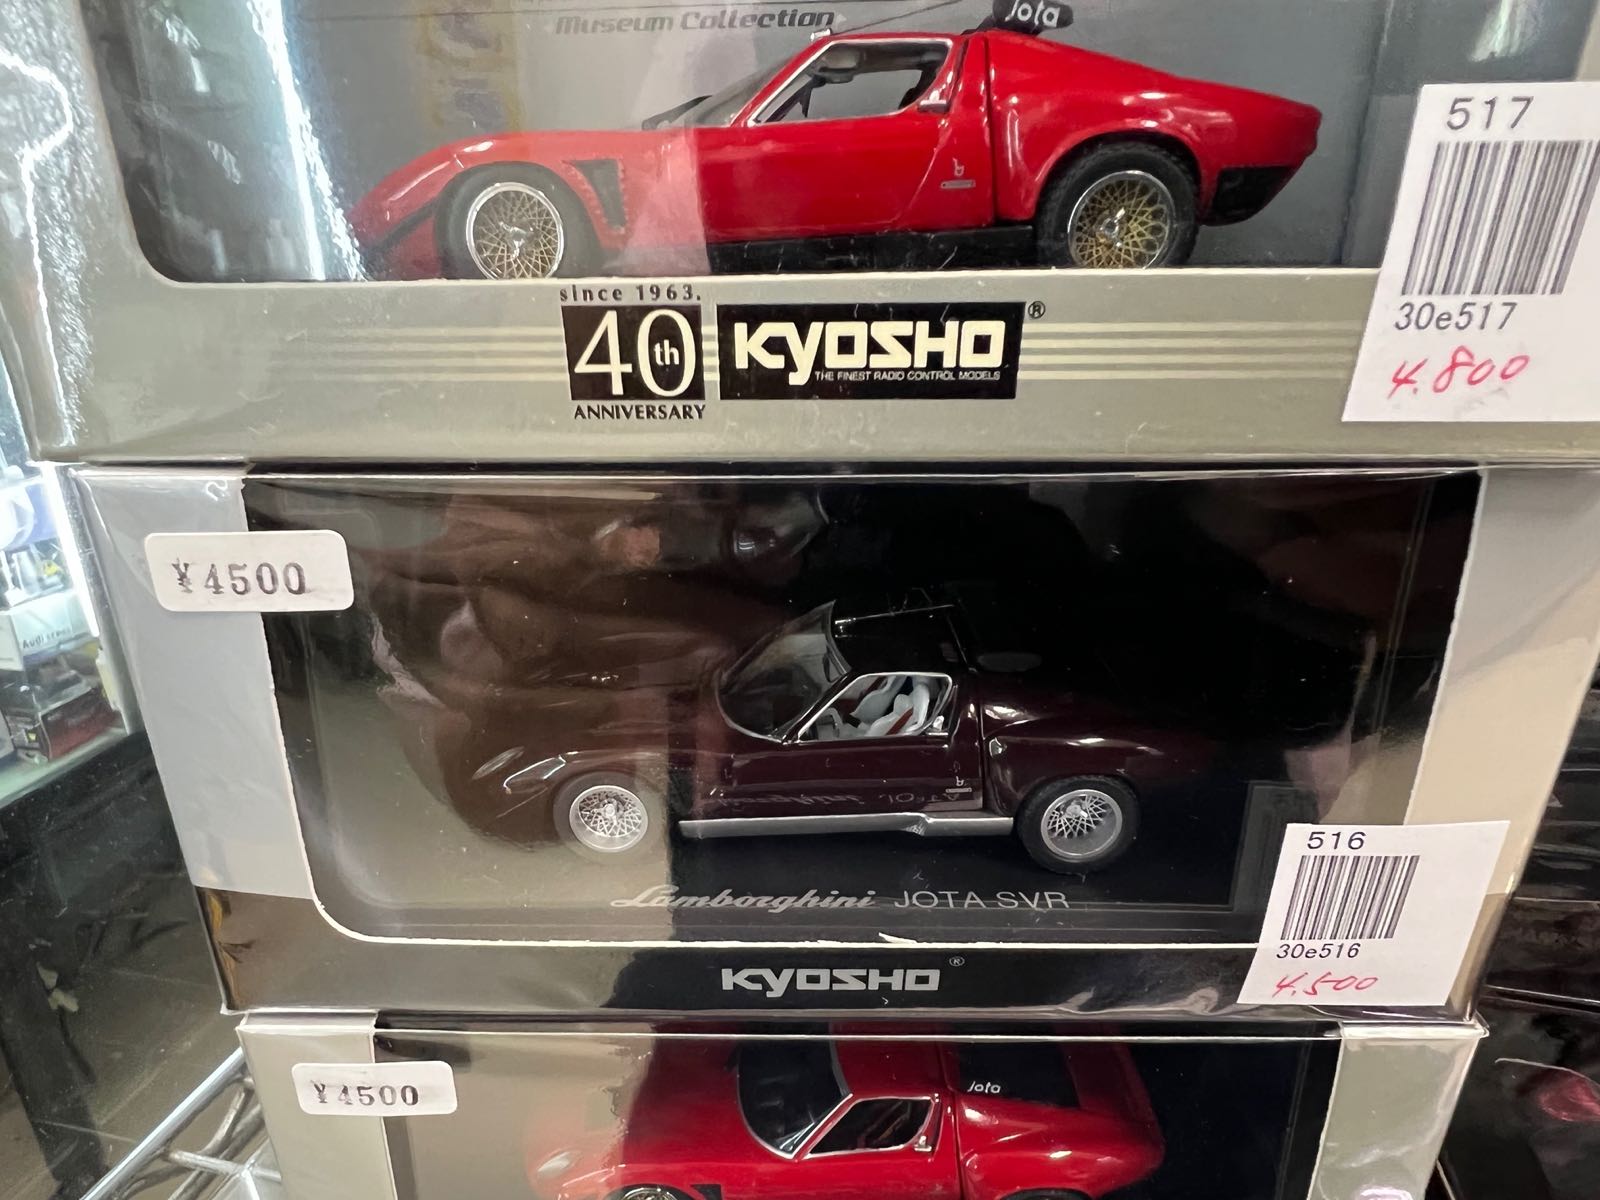 Museum Collection
Jota
517
30e517
4.800
since 1963.
40th
ANNIVERSARY
KYOSHO®
THE FINEST RADIO CONTROL MODELS
¥4500
Audi
Lamborghini JOTA SVR
KYOSHO®
516
30e516
4.500
¥4500
Jota